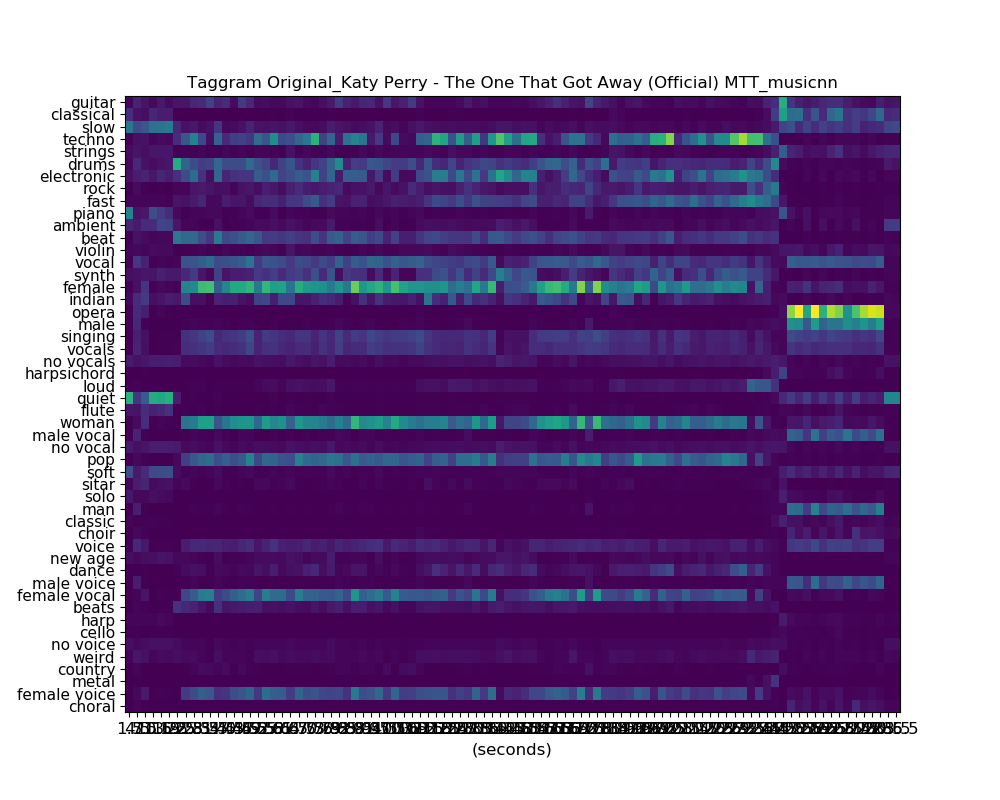 Taggram Original_Katy Perry - The One That Got Away (Official) MTT_musicnn
guitar
classical
slow
techno
strings
drums
electronic
rock
fast
piano
ambient
beat
violin
vocal
synth
female
indian
opera
male
singing
vocals
no vocals
harpsichord
loud
quiet
flute
woman
male vocal
no vocal
pop
soft
sitar
solo
man
classic
choir
voice
new age
dance
male voice
female vocal
beats
harp
cello
no voice
weird
country
metal
female voice
choral
(seconds)